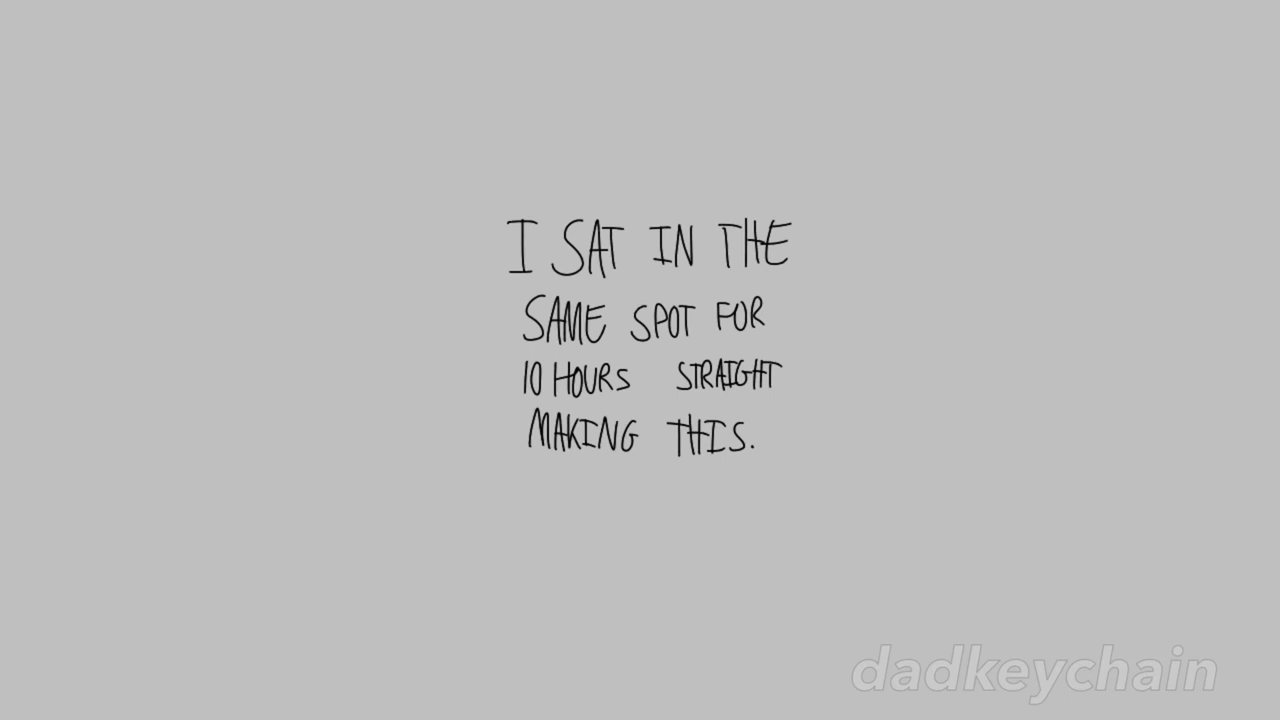 I SAT IN THE
SAME SPOT FOR
10 HOURS STRAIGHT
MAKING THIS.
dadkeychain